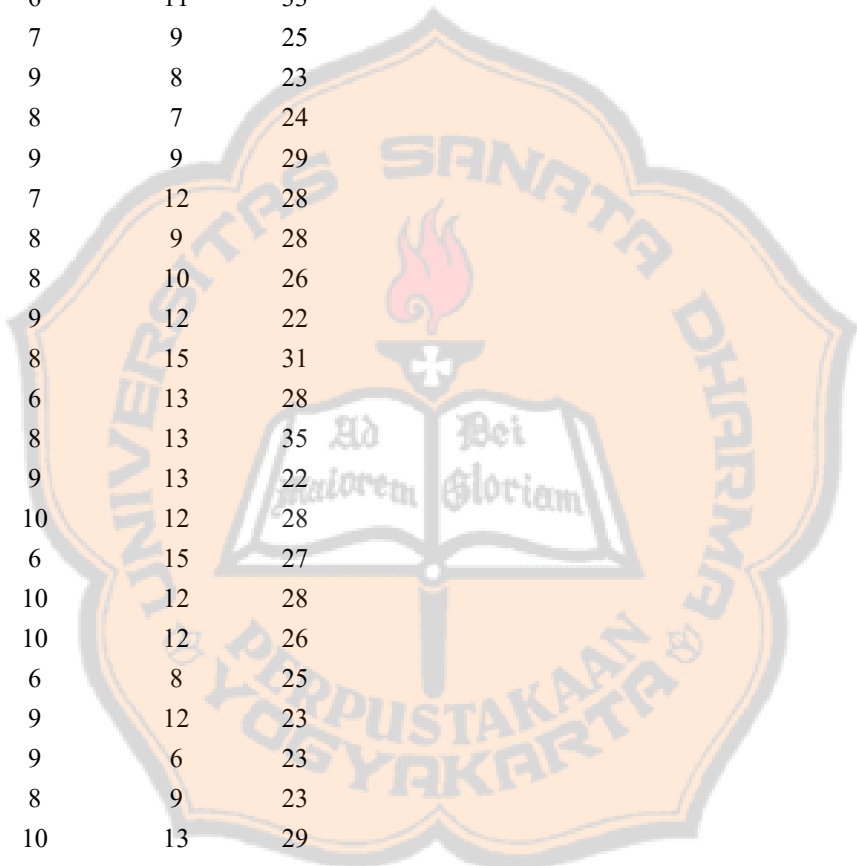 7 9 25
9 8 23
8 7 24
9 9 29
7 12 28
8 9 28
8 10 26
9 12 22
8 15 31
6 13 28
8 13 35
9 13 22
10 12 28
6 15 27
10 12 28
10 12 26
6 8 25
9 12 23
9 6 23
8 9 23
10 13 29
UNIVERSITAS SANATA DHARMA
Ad Dei
maiorem Gloriam
PERPUSTAKAAN
YOGYAKARTA